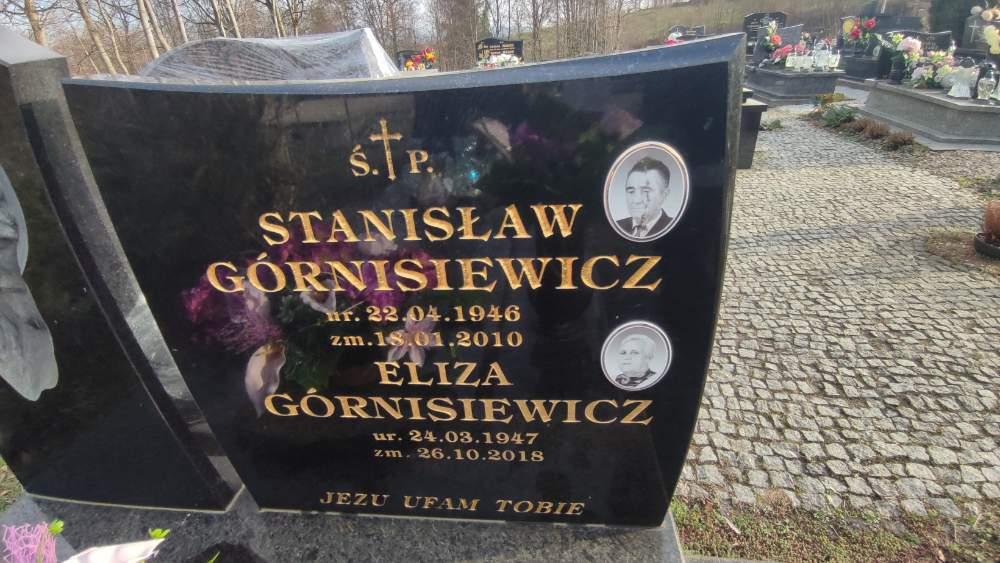 Ś. P.
STANISŁAW
GÓRNISIEWICZ
ur. 22.04.1946
zm. 18.01.2010
ELIZA
GÓRNISIEWICZ
ur. 24.03.1947
zm. 26.10.2018
JEZU UFAM TOBIE